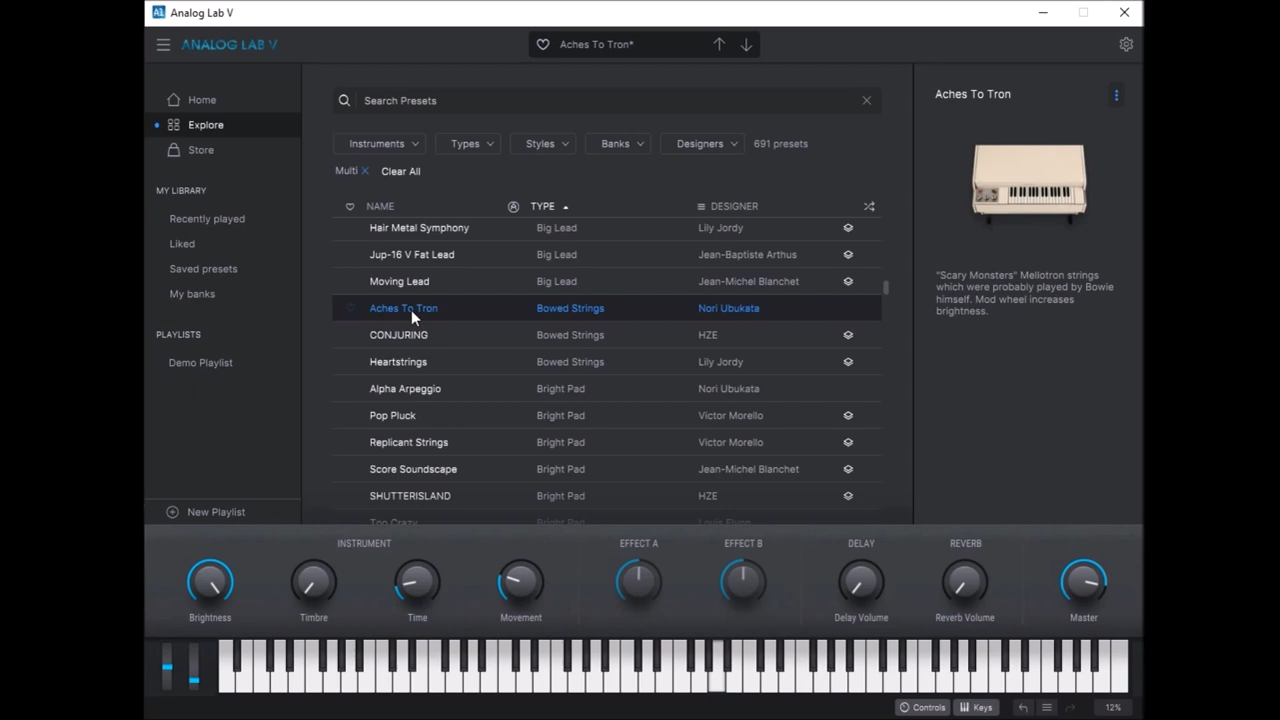 Analog Lab V
ANALOG LAB V
Aches To Tron*
Home
Explore
Store
MY LIBRARY
Recently played
Liked
Saved presets
My banks
PLAYLISTS
Demo Playlist
New Playlist
Search Presets
Instruments Types Styles Banks Designers 691 presets
Multi Clear All
NAME TYPE DESIGNER
Hair Metal Symphony Big Lead Lily Jordy
Jup-16 V Fat Lead Big Lead Jean-Baptiste Arthus
Moving Lead Big Lead Jean-Michel Blanchet
Aches To Tron Bowed Strings Nori Ubukata
CONJURING Bowed Strings HZE
Heartstrings Bowed Strings Lily Jordy
Alpha Arpeggio Bright Pad Nori Ubukata
Pop Pluck Bright Pad Victor Morello
Replicant Strings Bright Pad Victor Morello
Score Soundscape Bright Pad Jean-Michel Blanchet
SHUTTERISLAND Bright Pad HZE
Too Crazy Bright Pad
Aches To Tron
"Scary Monsters" Mellotron strings
which were probably played by Bowie
himself. Mod wheel increases
brightness.
INSTRUMENT EFFECT A EFFECT B DELAY REVERB
Brightness Timbre Time Movement Delay Volume Reverb Volume Master
Controls Keys 12%